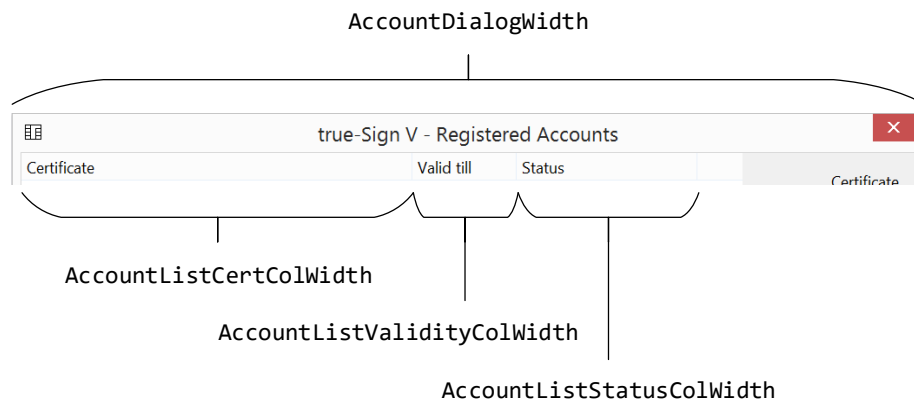 AccountDialogWidth
true-Sign V - Registered Accounts
Certificate Valid till Status
Certificate
AccountListCertColWidth
AccountListValidityColWidth
AccountListStatusColWidth